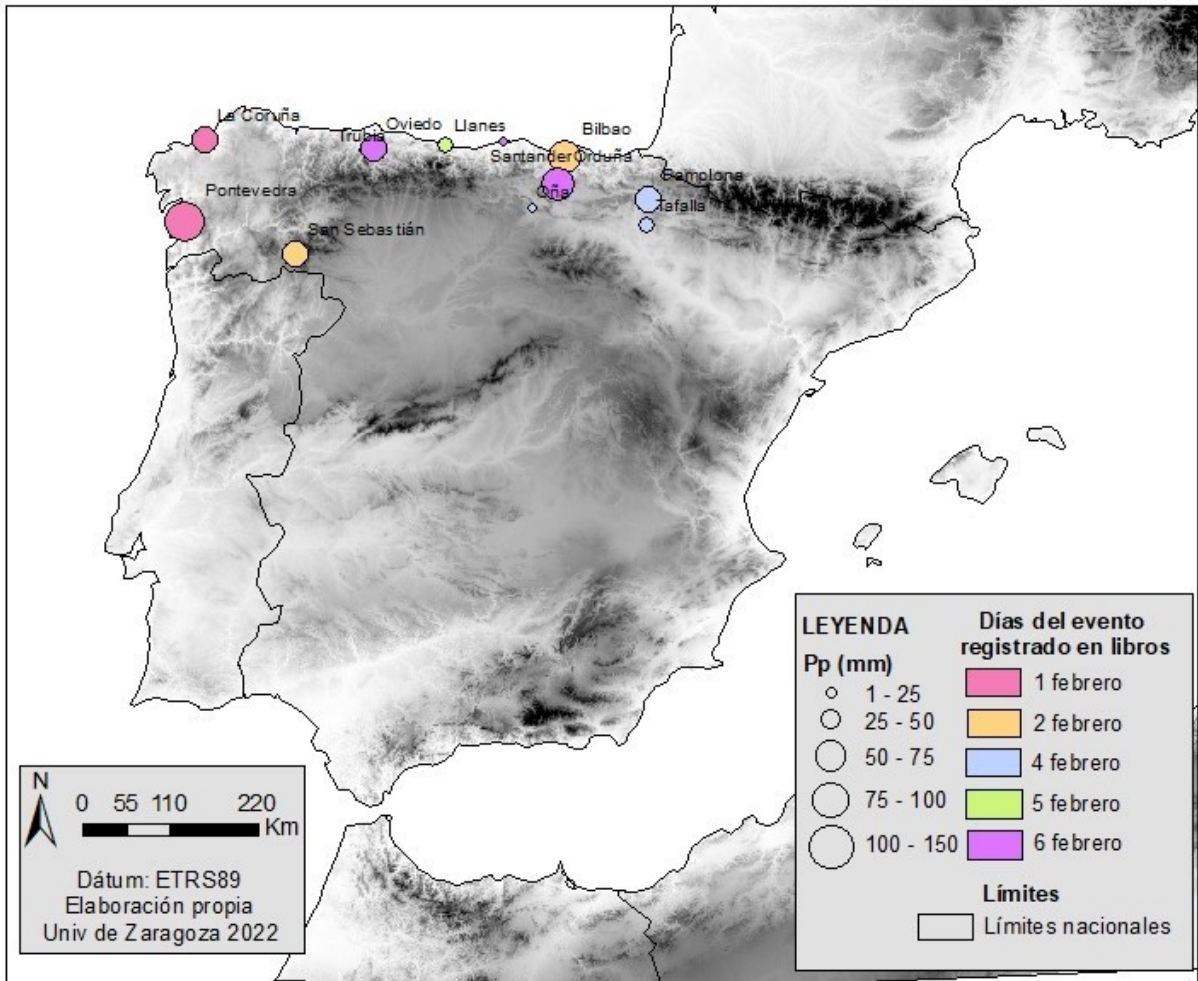 La Coruña
Oviedo
Llanes
Bilbao
Trubia
Santander
Orduña
Pamplona
Oña
Tafalla
Pontevedra
San Sebastián
LEYENDA
Pp (mm)
1 - 25
25 - 50
50 - 75
75 - 100
100 - 150
Días del evento
registrado en libros
1 febrero
2 febrero
4 febrero
5 febrero
6 febrero
Límites
Límites nacionales
N
0 55 110 220
Km
Dátum: ETRS89
Elaboración propia
Univ de Zaragoza 2022